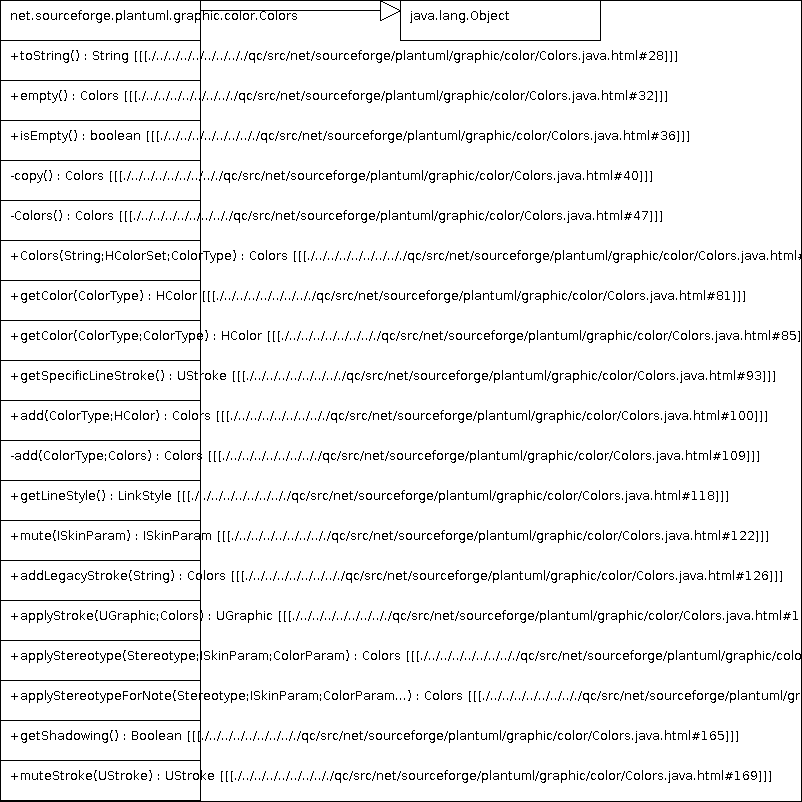 net.sourceforge.plantuml.graphic.color.Colors
java.lang.Object
+toString() : String [[[./../../../../../../../qc/src/net/sourceforge/plantuml/graphic/color/Colors.java.html#28]]]
+empty() : Colors [[[./../../../../../../../qc/src/net/sourceforge/plantuml/graphic/color/Colors.java.html#32]]]
+isEmpty() : boolean [[[./../../../../../../../qc/src/net/sourceforge/plantuml/graphic/color/Colors.java.html#36]]]
-copy() : Colors [[[./../../../../../../../qc/src/net/sourceforge/plantuml/graphic/color/Colors.java.html#40]]]
-Colors() : Colors [[[./../../../../../../../qc/src/net/sourceforge/plantuml/graphic/color/Colors.java.html#47]]]
+Colors(String;HColorSet;ColorType) : Colors [[[./../../../../../../../qc/src/net/sourceforge/plantuml/graphic/color/Colors.java.html#
+getColor(ColorType) : HColor [[[./../../../../../../../qc/src/net/sourceforge/plantuml/graphic/color/Colors.java.html#81]]]
+getColor(ColorType;ColorType) : HColor [[[./../../../../../../../qc/src/net/sourceforge/plantuml/graphic/color/Colors.java.html#85]
+getSpecificLineStroke() : UStroke [[[./../../../../../../../qc/src/net/sourceforge/plantuml/graphic/color/Colors.java.html#93]]]
+add(ColorType;HColor) : Colors [[[./../../../../../../../qc/src/net/sourceforge/plantuml/graphic/color/Colors.java.html#100]]]
-add(ColorType;Colors) : Colors [[[./../../../../../../../qc/src/net/sourceforge/plantuml/graphic/color/Colors.java.html#109]]]
+getLineStyle() : LinkStyle [[[./../../../../../../../qc/src/net/sourceforge/plantuml/graphic/color/Colors.java.html#118]]]
+mute(ISkinParam) : ISkinParam [[[./../../../../../../../qc/src/net/sourceforge/plantuml/graphic/color/Colors.java.html#122]]]
+addLegacyStroke(String) : Colors [[[./../../../../../../../qc/src/net/sourceforge/plantuml/graphic/color/Colors.java.html#126]]]
+applyStroke(UGraphic;Colors) : UGraphic [[[./../../../../../../../qc/src/net/sourceforge/plantuml/graphic/color/Colors.java.html#1
+applyStereotype(Stereotype;ISkinParam;ColorParam) : Colors [[[./../../../../../../../qc/src/net/sourceforge/plantuml/graphic/colo
+applyStereotypeForNote(Stereotype;ISkinParam;ColorParam...) : Colors [[[./../../../../../../../qc/src/net/sourceforge/plantuml/gr
+getShadowing() : Boolean [[[./../../../../../../../qc/src/net/sourceforge/plantuml/graphic/color/Colors.java.html#165]]]
+muteStroke(UStroke) : UStroke [[[./../../../../../../../qc/src/net/sourceforge/plantuml/graphic/color/Colors.java.html#169]]]